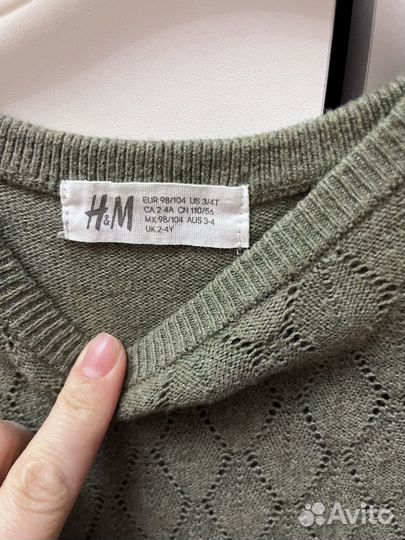 H&M
EUR 98/104 US 3/4T
CA 2-4A CN 110/56
MX 98/104 AUS 3-4
UK 2-4Y
Avito